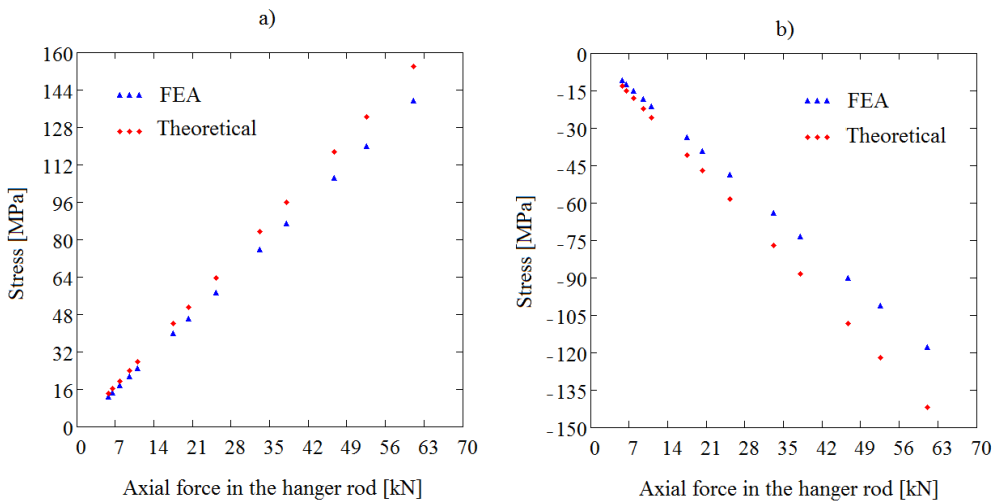 a)
160
144
128
112
96
80
64
48
32
16
0
Stress [MPa]
FEA
Theoretical
0 7 14 21 28 35 42 49 56 63 70
Axial force in the hanger rod [kN]
b)
0
-15
-30
-45
-60
-75
-90
-105
-120
-135
-150
Stress [MPa]
FEA
Theoretical
0 7 14 21 28 35 42 49 56 63 70
Axial force in the hanger rod [kN]